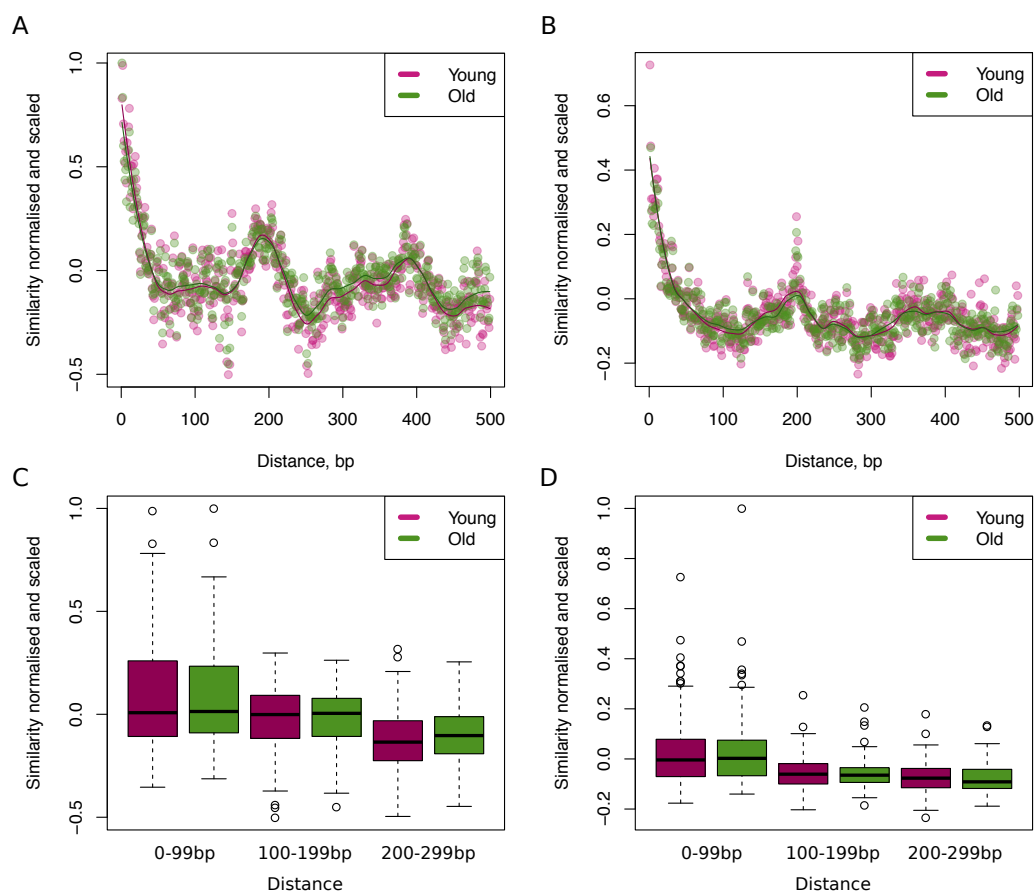 A
Similarity normalised and scaled
1.0
0.5
0.0
−0.5
Young
Old
0 100 200 300 400 500
Distance, bp
B
Similarity normalised and scaled
0.6
0.4
0.2
0.0
−0.2
Young
Old
0 100 200 300 400 500
Distance, bp
C
Similarity normalised and scaled
1.0
0.5
0.0
−0.5
Young
Old
0-99bp 100-199bp 200-299bp
Distance
D
Similarity normalised and scaled
1.0
0.8
0.6
0.4
0.2
0.0
−0.2
Young
Old
0-99bp 100-199bp 200-299bp
Distance